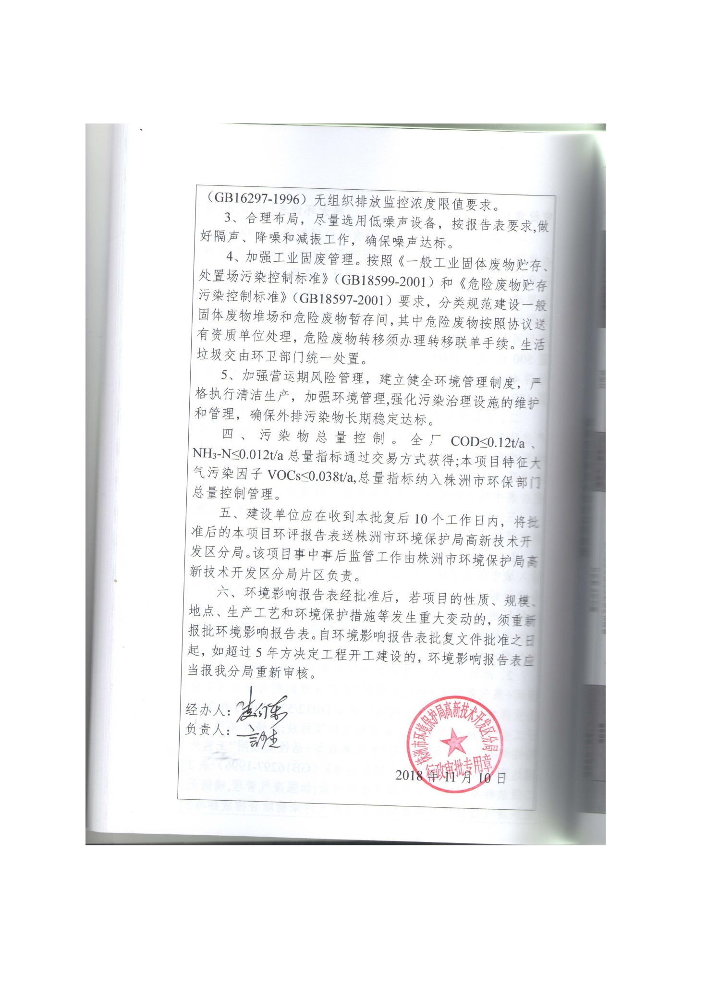 （GB16297-1996）无组织排放监控浓度限值要求。
3、合理布局，尽量选用低噪声设备，按报告表要求,做
好隔声、降噪和减振工作，确保噪声达标。
4、加强工业固废管理。按照《一般工业固体废物贮存、
处置场污染控制标准》（GB18599-2001）和《危险废物贮存
污染控制标准》（GB18597-2001）要求，分类规范建设一般
固体废物堆场和危险废物暂存间,其中危险废物按照协议送
有资质单位处理，危险废物转移须办理转移联单手续。生活
垃圾交由环卫部门统一处置。
5、加强营运期风险管理，建立健全环境管理制度，严
格执行清洁生产，加强环境管理,强化污染治理设施的维护
和管理，确保外排污染物长期稳定达标。
四、污染物总量控制。全厂 COD≤0.12t/a、
NH3-N≤0.012t/a 总量指标通过交易方式获得;本项目特征大
气污染因子 VOCs≤0.038t/a,总量指标纳入株洲市环保部门
总量控制管理。
五、建设单位应在收到本批复后 10 个工作日内，将批
准后的本项目环评报告表送株洲市环境保护局高新技术开
发区分局。该项目事中事后监管工作由株洲市环境保护局高
新技术开发区分局片区负责。
六、环境影响报告表经批准后，若项目的性质、规模、
地点、生产工艺和环境保护措施等发生重大变动的，须重新
报批环境影响报告表。自环境影响报告表批复文件批准之日
起，如超过 5 年方决定工程开工建设的，环境影响报告表应
当报我分局重新审核。
经办人：
负责人：
株洲市环境保护局高新技术开发区分局
行政审批专用章
2018 年 11 月 10 日